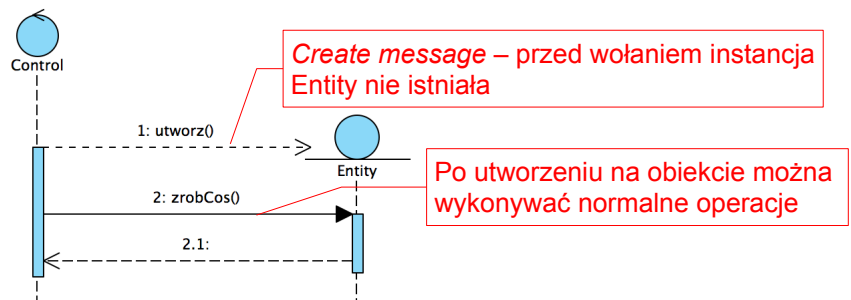 Control
Create message – przed wołaniem instancja
Entity nie istniała
1: utworz()
Entity
Po utworzeniu na obiekcie można
wykonywać normalne operacje
2: zrobCos()
2.1: